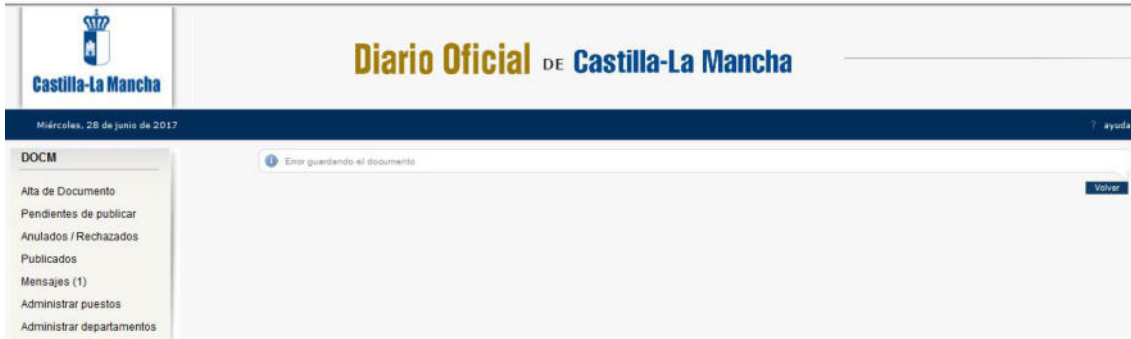 Castilla-La Mancha
Diario Oficial DE Castilla-La Mancha
Miércoles, 28 de junio de 2017
? ayuda
DOCM
Error guardando el documento
Volver
Alta de Documento
Pendientes de publicar
Anulados / Rechazados
Publicados
Mensajes (1)
Administrar puestos
Administrar departamentos